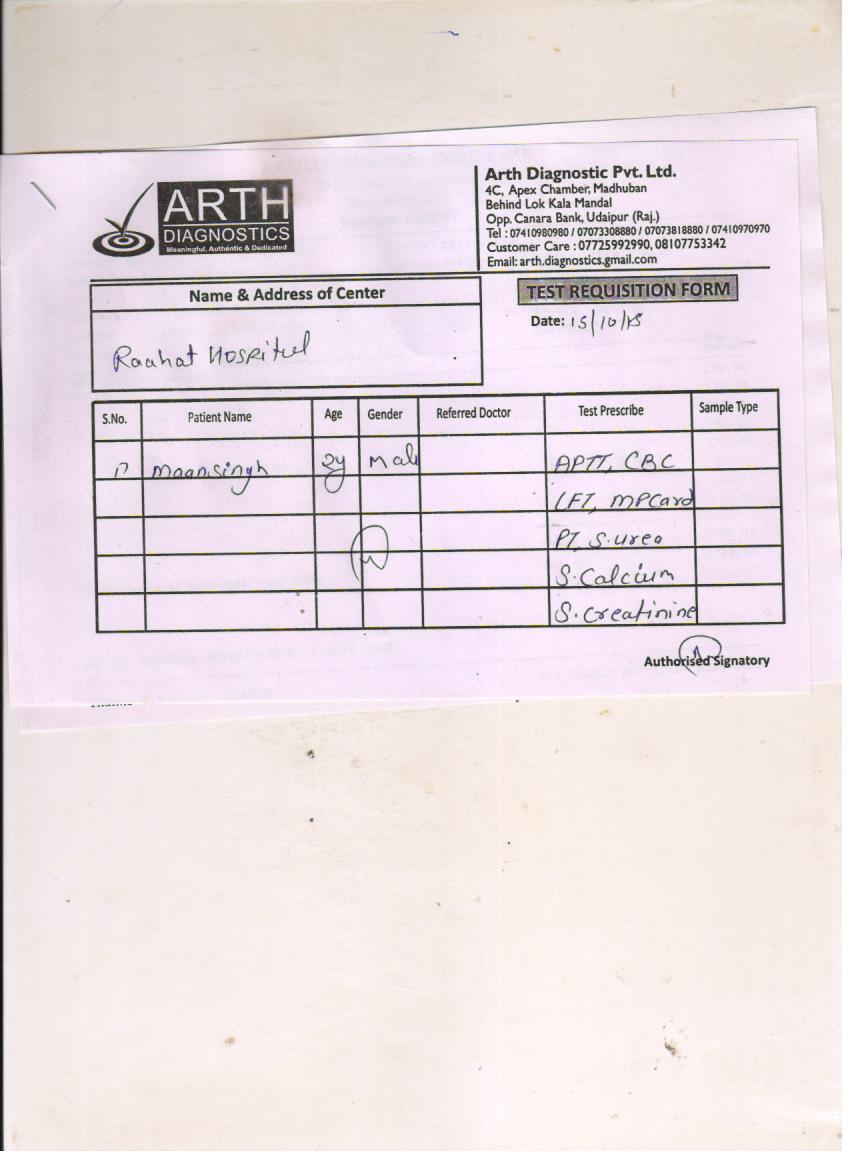 ARTH
DIAGNOSTICS
Meaningful, Authentic & Dedicated
Arth Diagnostic Pvt. Ltd.
4C, Apex Chamber, Madhuban
Behind Lok Kala Mandal
Opp. Canara Bank, Udaipur (Raj.)
Tel : 07410980980 / 07073308880 / 07073818880 / 07410970970
Customer Care : 07725992990, 08107753342
Email: arth.diagnostics.gmail.com
Name & Address of Center
TEST REQUISITION FORM
Date: 15/10/15
Raahat Hospital
S.No. Patient Name Age Gender Referred Doctor Test Prescribe Sample Type
1) Maansingh 2y Male APTT, CBC
LFT, MPCard
PT, S.urea
S.Calcium
S.Creatinine
Authorised Signatory